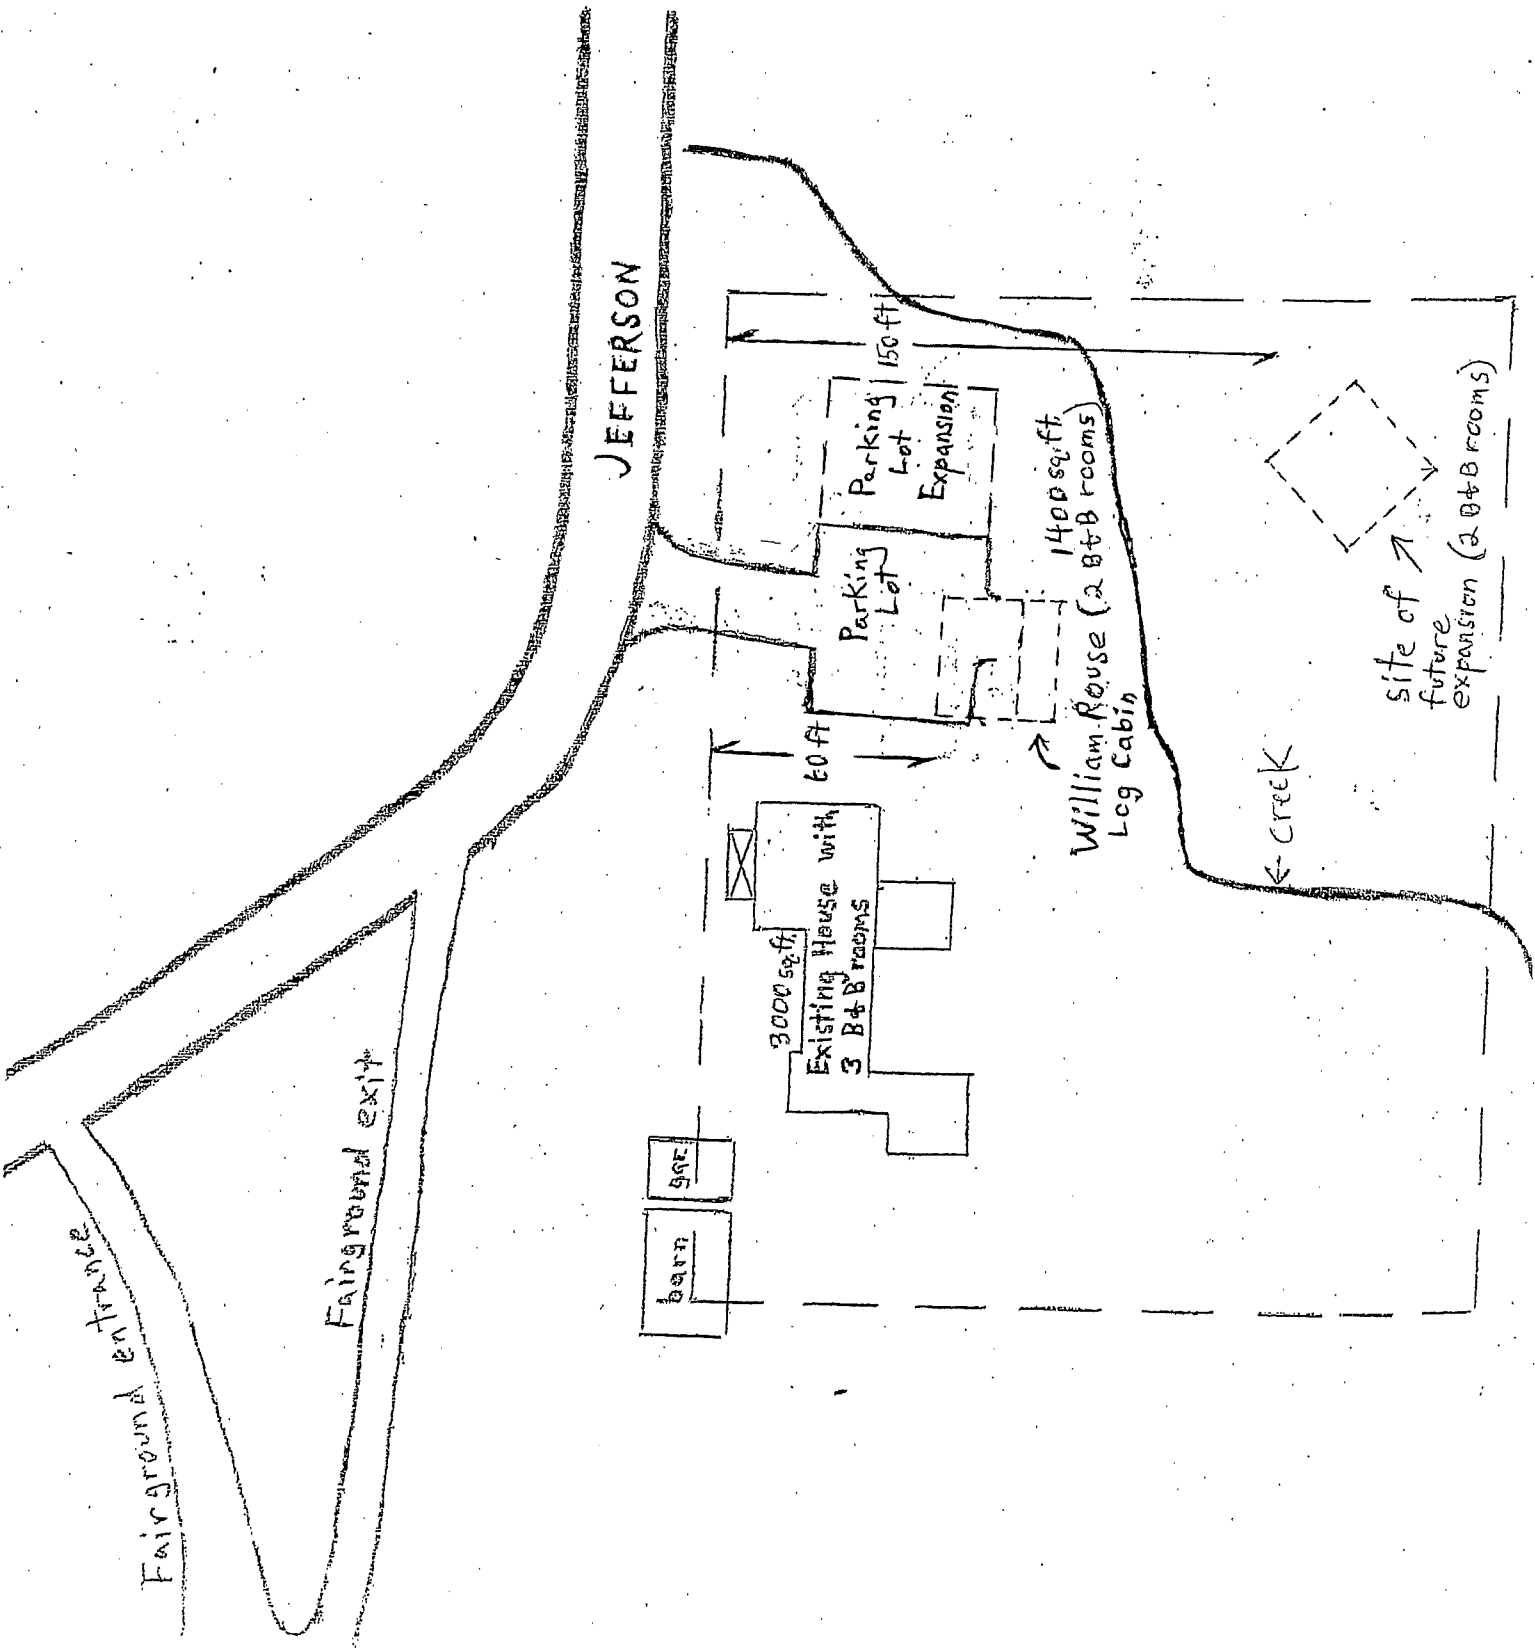 JEFFERSON
Fairground entrance
Fairground exit
150 ft
Parking
Lot
Expansion
Parking
Lot
60 ft
1400 sq. ft.
William Rouse (2 B&B rooms)
Log Cabin
3000 sq. ft.
Existing House with
3 B&B rooms
gar.
barn
← creek
site of
future
expansion (2 B&B rooms)